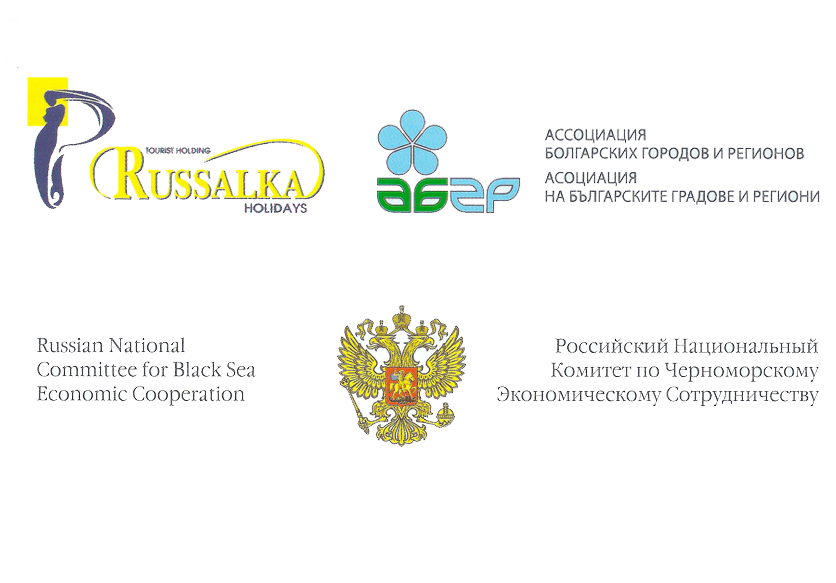 TOURIST HOLDING
RUSSALKA
HOLIDAYS
абгр
АССОЦИАЦИЯ
БОЛГАРСКИХ ГОРОДОВ И РЕГИОНОВ
АСОЦИАЦИЯ
НА БЪЛГАРСКИТЕ ГРАДОВЕ И РЕГИОНИ
Russian National
Committee for Black Sea
Economic Cooperation
Российский Национальный
Комитет по Черноморскому
Экономическому Сотрудничеству